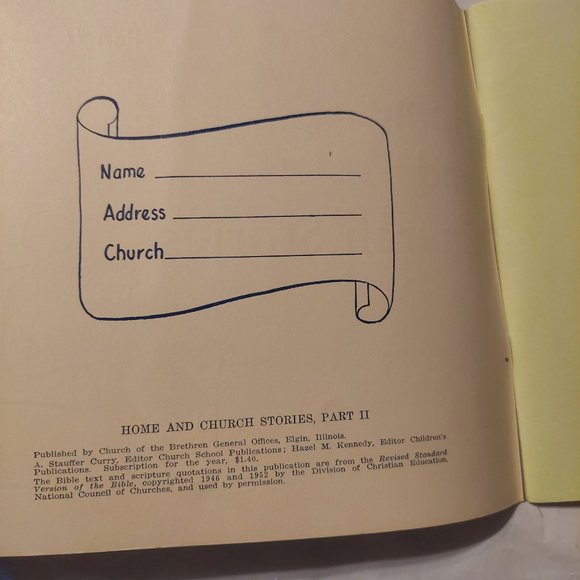 Name
Address
Church
HOME AND CHURCH STORIES, PART II
Published by Church of the Brethren General Offices, Elgin, Illinois.
A. Stauffer Curry, Editor Church School Publications; Hazel M. Kennedy, Editor Children's
Publications. Subscription for the year, $1.40.
The Bible text and scripture quotations in this publication are from the Revised Standard
Version of the Bible, copyrighted 1946 and 1952 by the Division of Christian Education,
National Council of Churches, and used by permission.